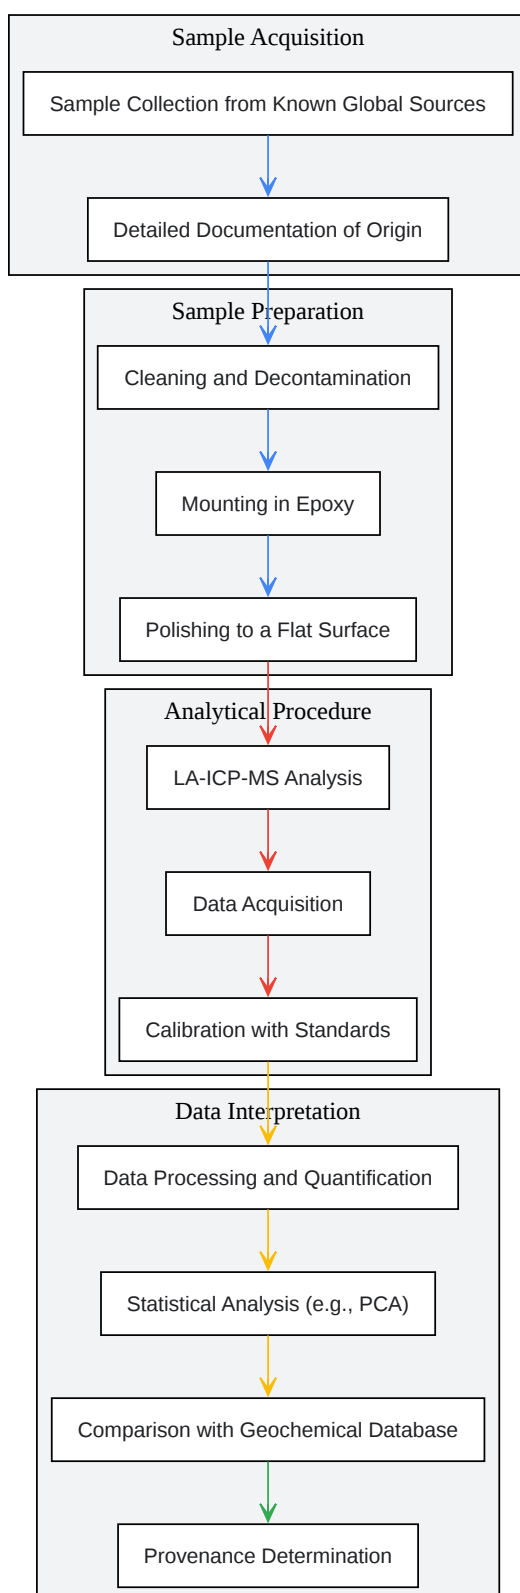 Sample Acquisition
Sample Collection from Known Global Sources
Detailed Documentation of Origin
Sample Preparation
Cleaning and Decontamination
Mounting in Epoxy
Polishing to a Flat Surface
Analytical Procedure
LA-ICP-MS Analysis
Data Acquisition
Calibration with Standards
Data Interpretation
Data Processing and Quantification
Statistical Analysis (e.g., PCA)
Comparison with Geochemical Database
Provenance Determination